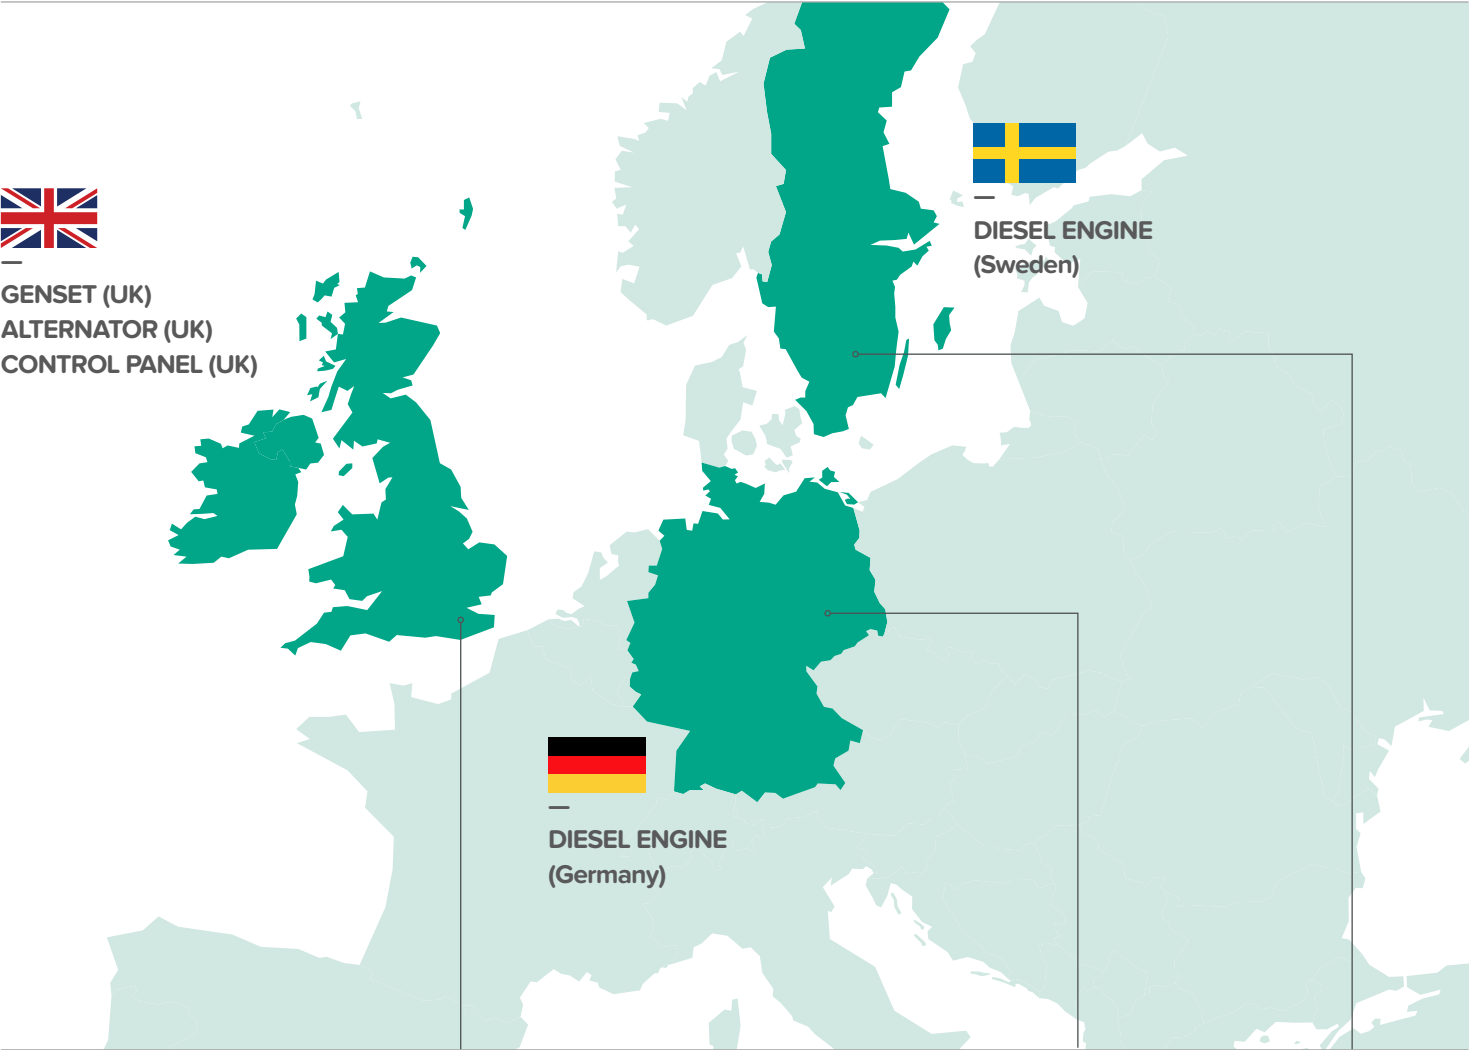 DIESEL ENGINE
(Sweden)
GENSET (UK)
ALTERNATOR (UK)
CONTROL PANEL (UK)
DIESEL ENGINE
(Germany)